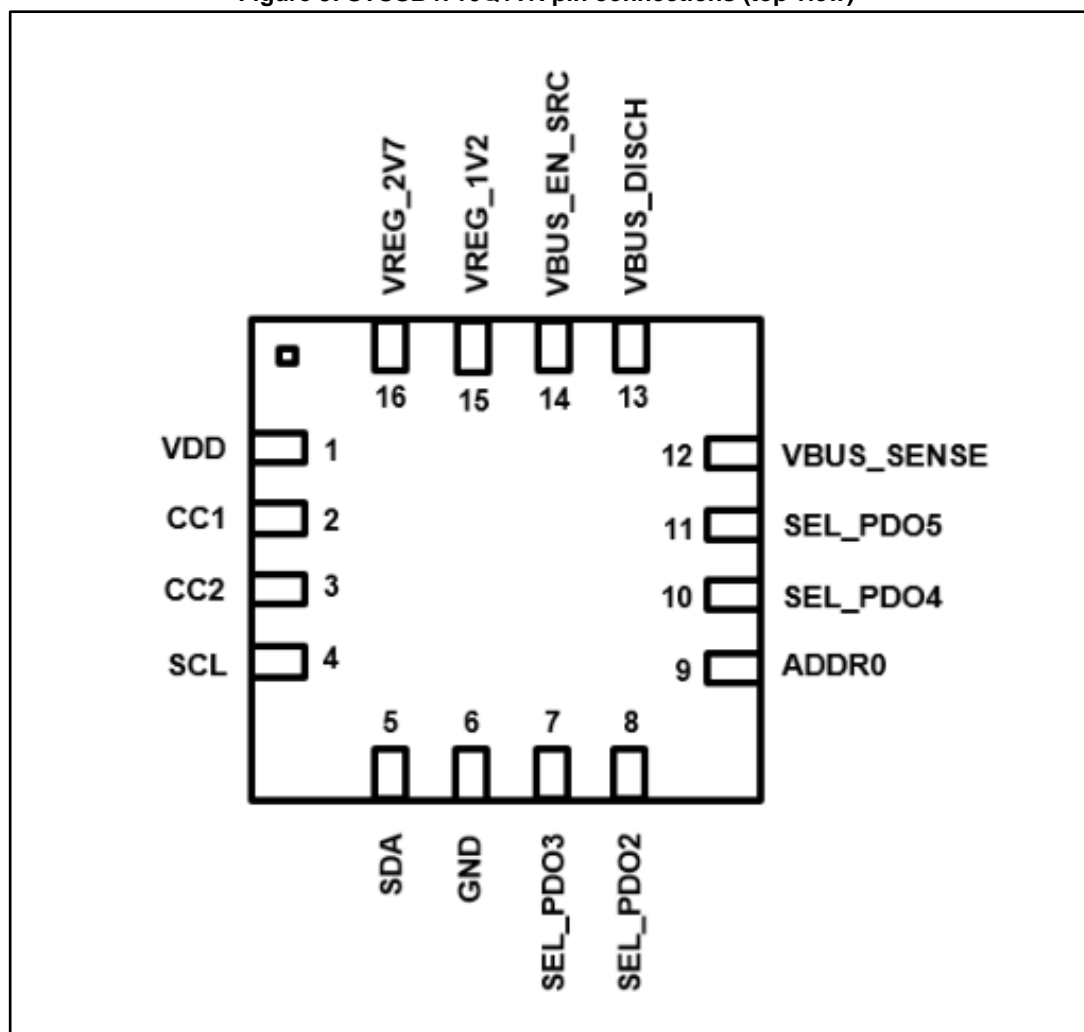 VREG_2V7
VREG_1V2
VBUS_EN_SRC
VBUS_DISCH
16
15
14
13
VDD
1
12
VBUS_SENSE
CC1
2
11
SEL_PDO5
CC2
3
10
SEL_PDO4
SCL
4
9
ADDR0
5
6
7
8
SDA
GND
SEL_PDO3
SEL_PDO2